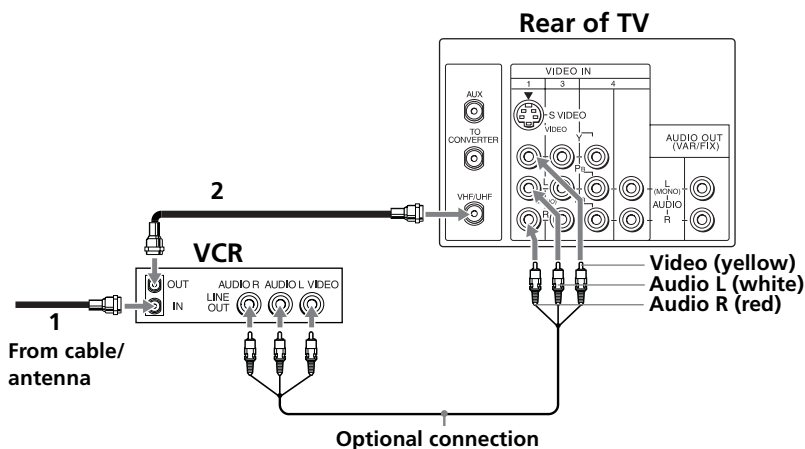 Rear of TV
VIDEO IN
1 3 4
AUX
S VIDEO
VIDEO
TO
CONVERTER
Y
AUDIO OUT
(VAR/FIX)
PB
2
VHF/UHF
L
L
(MONO)
AUDIO
R
R
VCR
Video (yellow)
OUT
AUDIO R AUDIO L VIDEO
Audio L (white)
IN
LINE
OUT
Audio R (red)
1
From cable/
antenna
Optional connection